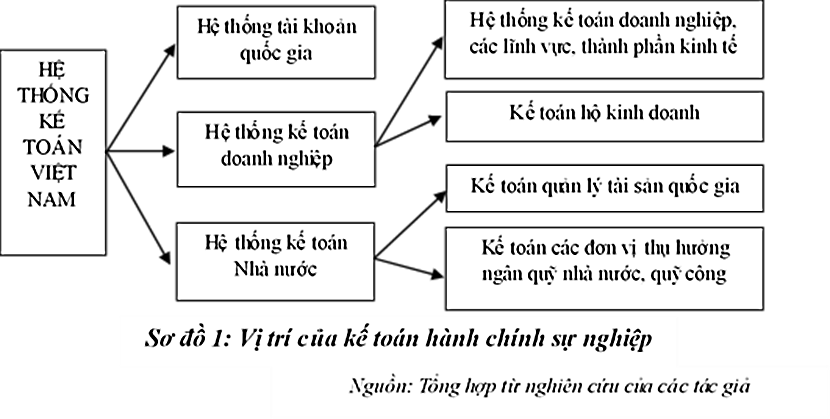 HỆ
THỐNG
KẾ
TOÁN
VIỆT
NAM
Hệ thống tài khoản
quốc gia
Hệ thống kế toán
doanh nghiệp
Hệ thống kế toán
Nhà nước
Hệ thống kế toán doanh nghiệp,
các lĩnh vực, thành phần kinh tế
Kế toán hộ kinh doanh
Kế toán quản lý tài sản quốc gia
Kế toán các đơn vị thụ hưởng
ngân quỹ nhà nước, quỹ công
Sơ đồ 1: Vị trí của kế toán hành chính sự nghiệp
Nguồn: Tổng hợp từ nghiên cứu của các tác giả